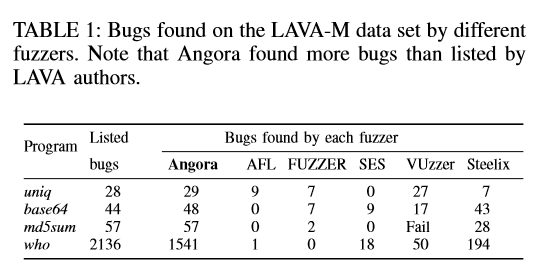 TABLE 1: Bugs found on the LAVA-M data set by different
fuzzers. Note that Angora found more bugs than listed by
LAVA authors.
Program Listed bugs Bugs found by each fuzzer
Angora AFL FUZZER SES VUzzer Steelix
uniq 28 29 9 7 0 27 7
base64 44 48 0 7 9 17 43
md5sum 57 57 0 2 0 Fail 28
who 2136 1541 1 0 18 50 194